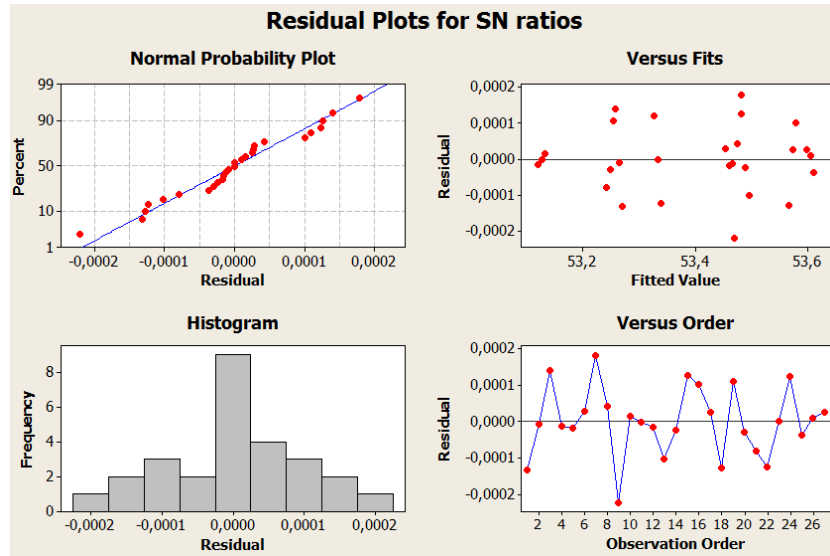 Residual Plots for SN ratios
Normal Probability Plot
99
90
50
10
1
Percent
-0,0002 -0,0001 0,0000 0,0001 0,0002
Residual
Versus Fits
0,0002
0,0001
0,0000
-0,0001
-0,0002
Residual
53,2 53,4 53,6
Fitted Value
Histogram
8
6
4
2
0
Frequency
-0,0002 -0,0001 0,0000 0,0001 0,0002
Residual
Versus Order
0,0002
0,0001
0,0000
-0,0001
-0,0002
Residual
2 4 6 8 10 12 14 16 18 20 22 24 26
Observation Order